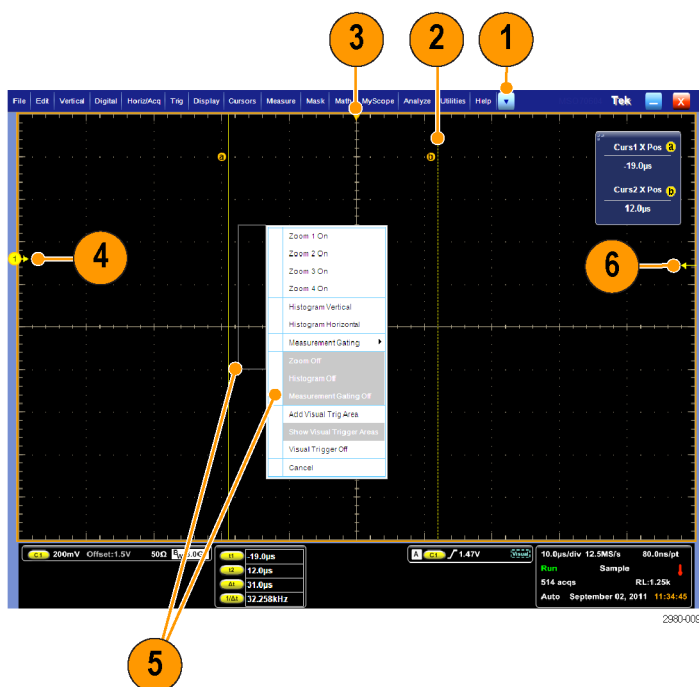 3 2 1
File Edit Vertical Digital Horiz/Acq Trig Display Cursors Measure Mask Math MyScope Analyze Utilities Help Tek X
a b
Curs1 X Pos a
-19.0µs
Curs2 X Pos b
12.0µs
1 4 6
Zoom 1 On
Zoom 2 On
Zoom 3 On
Zoom 4 On
Histogram Vertical
Histogram Horizontal
Measurement Gating
Zoom Off
Histogram Off
Measurement Gating Off
Add Visual Trig Area
Show Visual Trigger Areas
Visual Trigger Off
Cancel
C1 200mV Offset:1.5V 50Ω
t1 -19.0µs
t2 12.0µs
Δt 31.0µs
1/Δt 32.258kHz
A C1 1.47V Visual
10.0µs/div 12.5MS/s 80.0ns/pt
Run Sample
514 acqs RL:1.25k
Auto September 02, 2011 11:34:45
2980-009
5